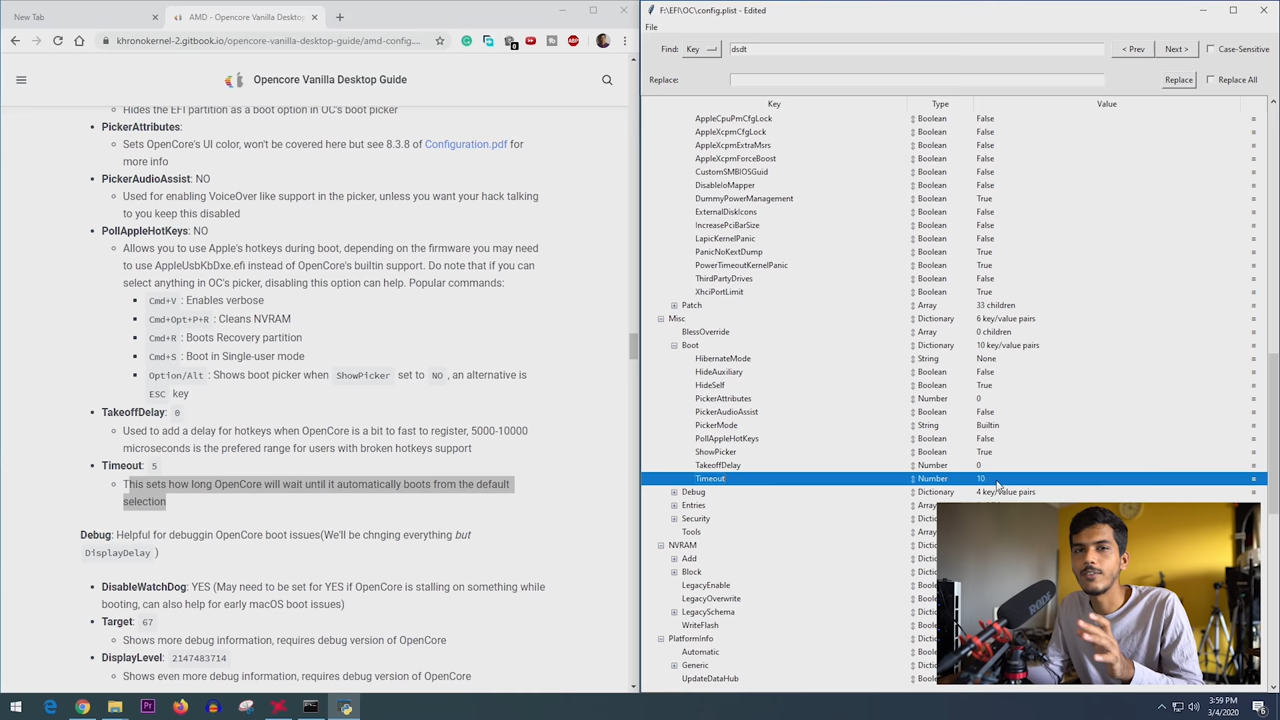 New Tab
AMD - Opencore Vanilla Desktop
khronokernel-2.gitbook.io/opencore-vanilla-desktop-guide/amd-config...
Opencore Vanilla Desktop Guide
Hides the EFI partition as a boot option in OC's boot picker
PickerAttributes:
Sets OpenCore's UI color, won't be covered here but see 8.3.8 of Configuration.pdf for
more info
PickerAudioAssist: NO
Used for enabling VoiceOver like support in the picker, unless you want your hack talking
to you keep this disabled
PollAppleHotKeys: NO
Allows you to use Apple's hotkeys during boot, depending on the firmware you may need
to use AppleUsbKbDxe.efi instead of OpenCore's builtin support. Do note that if you can
select anything in OC's picker, disabling this option can help. Popular commands:
Cmd+V : Enables verbose
Cmd+Opt+P+R : Cleans NVRAM
Cmd+R : Boots Recovery partition
Cmd+S : Boot in Single-user mode
Option/Alt : Shows boot picker when ShowPicker set to NO , an alternative is
ESC key
TakeoffDelay: 0
Used to add a delay for hotkeys when OpenCore is a bit to fast to register, 5000-10000
microseconds is the prefered range for users with broken hotkeys support
Timeout: 5
This sets how long OpenCore will wait until it automatically boots from the default
selection
Debug: Helpful for debuggin OpenCore boot issues(We'll be chnging everything but
DisplayDelay )
DisableWatchDog: YES (May need to be set for YES if OpenCore is stalling on something while
booting, can also help for early macOS boot issues)
Target: 67
Shows more debug information, requires debug version of OpenCore
DisplayLevel: 2147483714
Shows even more debug information, requires debug version of OpenCore
F:\EFI\OC\config.plist - Edited
File
Find: Key dsdt < Prev Next > Case-Sensitive
Replace: Replace Replace All
Key Type Value
AppleCpuPmCfgLock Boolean False
AppleXcpmCfgLock Boolean False
AppleXcpmExtraMsrs Boolean False
AppleXcpmForceBoost Boolean False
CustomSMBIOSGuid Boolean False
DisableIoMapper Boolean False
DummyPowerManagement Boolean True
ExternalDiskIcons Boolean False
IncreasePciBarSize Boolean False
LapicKernelPanic Boolean False
PanicNoKextDump Boolean True
PowerTimeoutKernelPanic Boolean True
ThirdPartyDrives Boolean False
XhciPortLimit Boolean True
Patch Array 33 children
Misc Dictionary 6 key/value pairs
BlessOverride Array 0 children
Boot Dictionary 10 key/value pairs
HibernateMode String None
HideAuxiliary Boolean False
HideSelf Boolean True
PickerAttributes Number 0
PickerAudioAssist Boolean False
PickerMode String Builtin
PollAppleHotKeys Boolean False
ShowPicker Boolean True
TakeoffDelay Number 0
Timeout Number 10
Debug Dictionary 4 key/value pairs
Entries Array
Security Dictio
Tools Array
NVRAM Dictio
Add Dictio
Block Dictio
LegacyEnable Boole
LegacyOverwrite Boole
LegacySchema Dictio
WriteFlash Boole
PlatformInfo Dictio
Automatic Boole
Generic Dictio
UpdateDataHub Boole
RODE
3:59 PM
3/4/2020